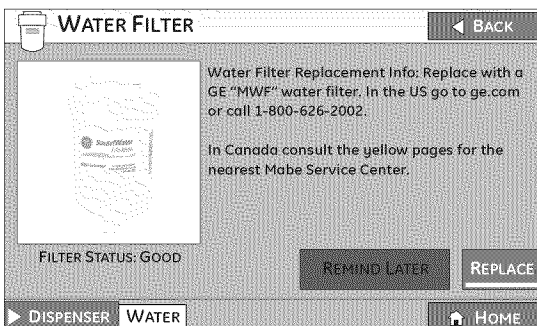 WATER FILTER
BACK
Water Filter Replacement Info: Replace with a
GE "MWF" water filter. In the US go to ge.com
or call 1-800-626-2002.
In Canada consult the yellow pages for the
nearest Mabe Service Center.
SmartWater
FILTER STATUS: GOOD
REMIND LATER
REPLACE
DISPENSER
WATER
HOME